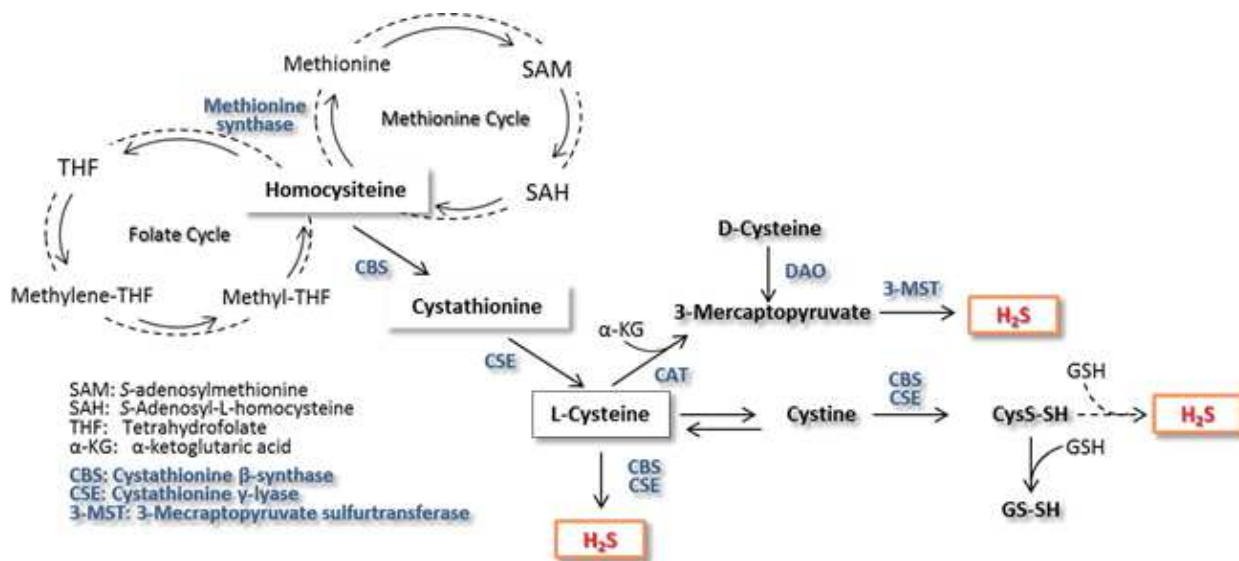 Methionine
SAM
Methionine
synthase
Methionine Cycle
THF
Homocysiteine
SAH
Folate Cycle
D-Cysteine
CBS
DAO
Methylene-THF
Methyl-THF
3-MST
Cystathionine
3-Mercaptopyruvate
H₂S
α-KG
CSE
CAT
SAM: S-adenosylmethionine
SAH: S-Adenosyl-L-homocysteine
THF: Tetrahydrofolate
α-KG: α-ketoglutaric acid
CBS: Cystathionine β-synthase
CSE: Cystathionine γ-lyase
3-MST: 3-Mecraptopyruvate sulfurtransferase
L-Cysteine
Cystine
CBS
CSE
CysS-SH
GSH
H₂S
CBS
CSE
GSH
H₂S
GS-SH